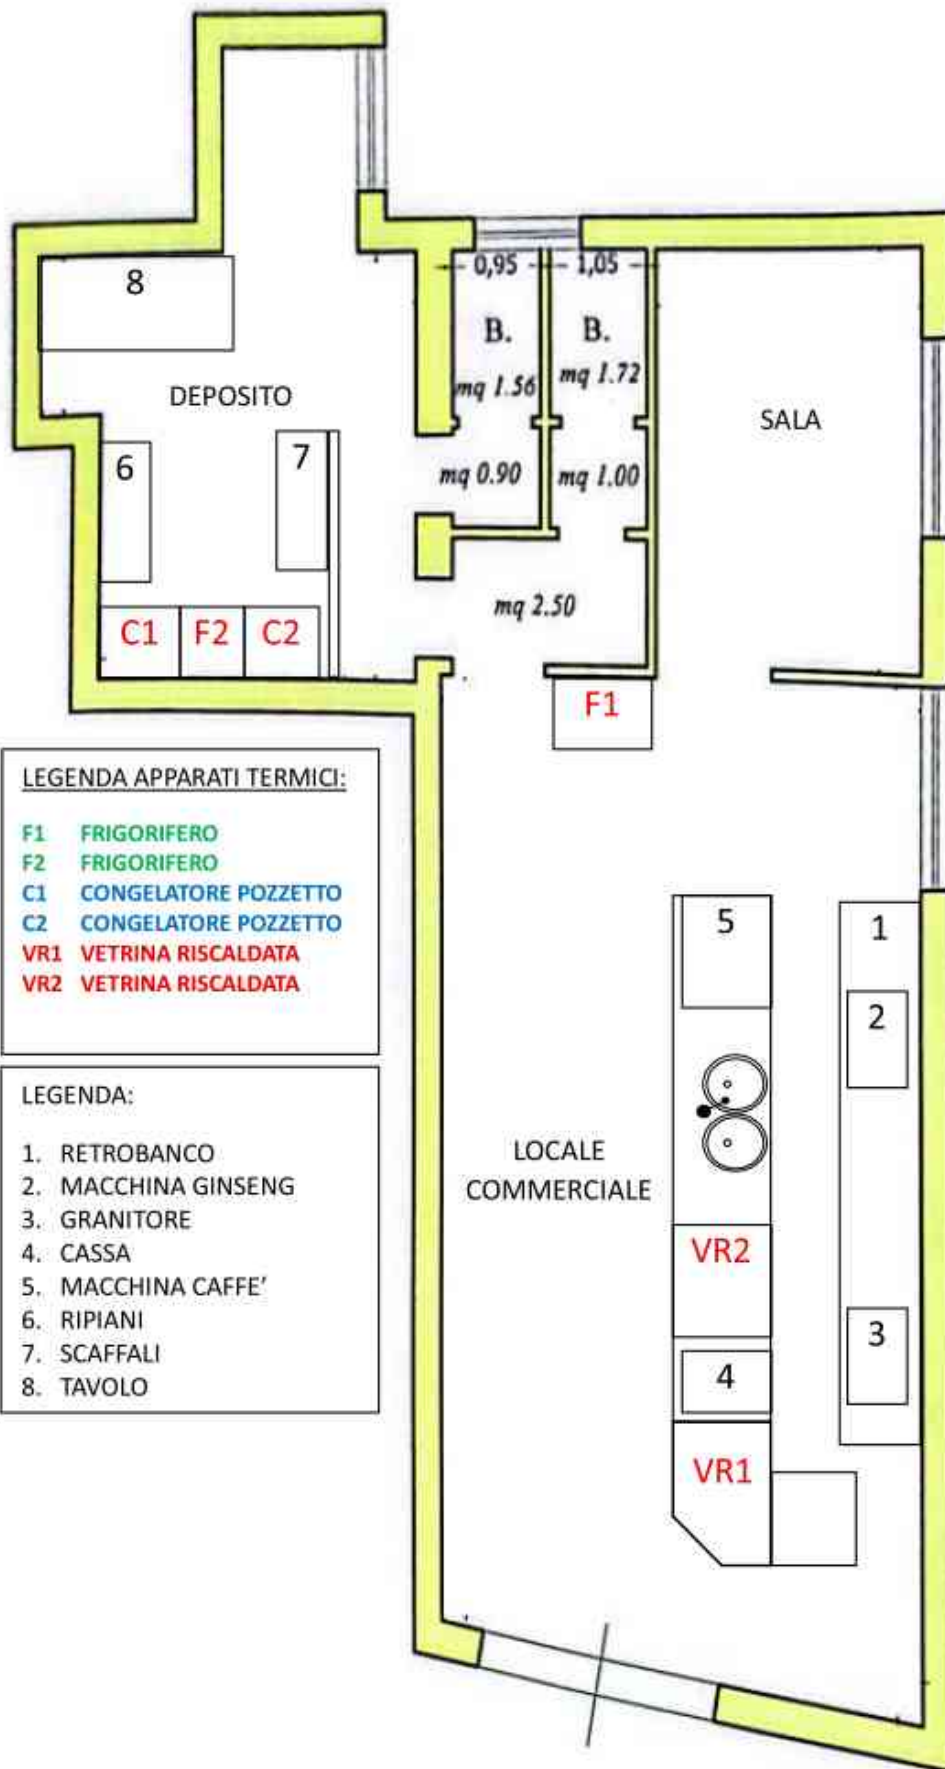 0,95
1,05
8
B.
B.
mq 1.56
mq 1.72
DEPOSITO
SALA
6
7
mq 0.90
mq 1.00
C1
F2
C2
mq 2.50
F1
LEGENDA APPARATI TERMICI:
F1 FRIGORIFERO
F2 FRIGORIFERO
C1 CONGELATORE POZZETTO
C2 CONGELATORE POZZETTO
VR1 VETRINA RISCALDATA
VR2 VETRINA RISCALDATA
5
1
2
LEGENDA:
1. RETROBANCO
2. MACCHINA GINSENG
3. GRANITORE
4. CASSA
5. MACCHINA CAFFE'
6. RIPIANI
7. SCAFFALI
8. TAVOLO
LOCALE
COMMERCIALE
VR2
3
4
VR1